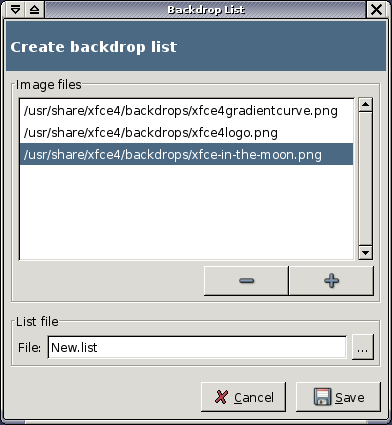 Backdrop List
Create backdrop list
Image files
/usr/share/xfce4/backdrops/xfce4gradientcurve.png
/usr/share/xfce4/backdrops/xfce4logo.png
/usr/share/xfce4/backdrops/xfce-in-the-moon.png
List file
File: New.list ...
Cancel Save